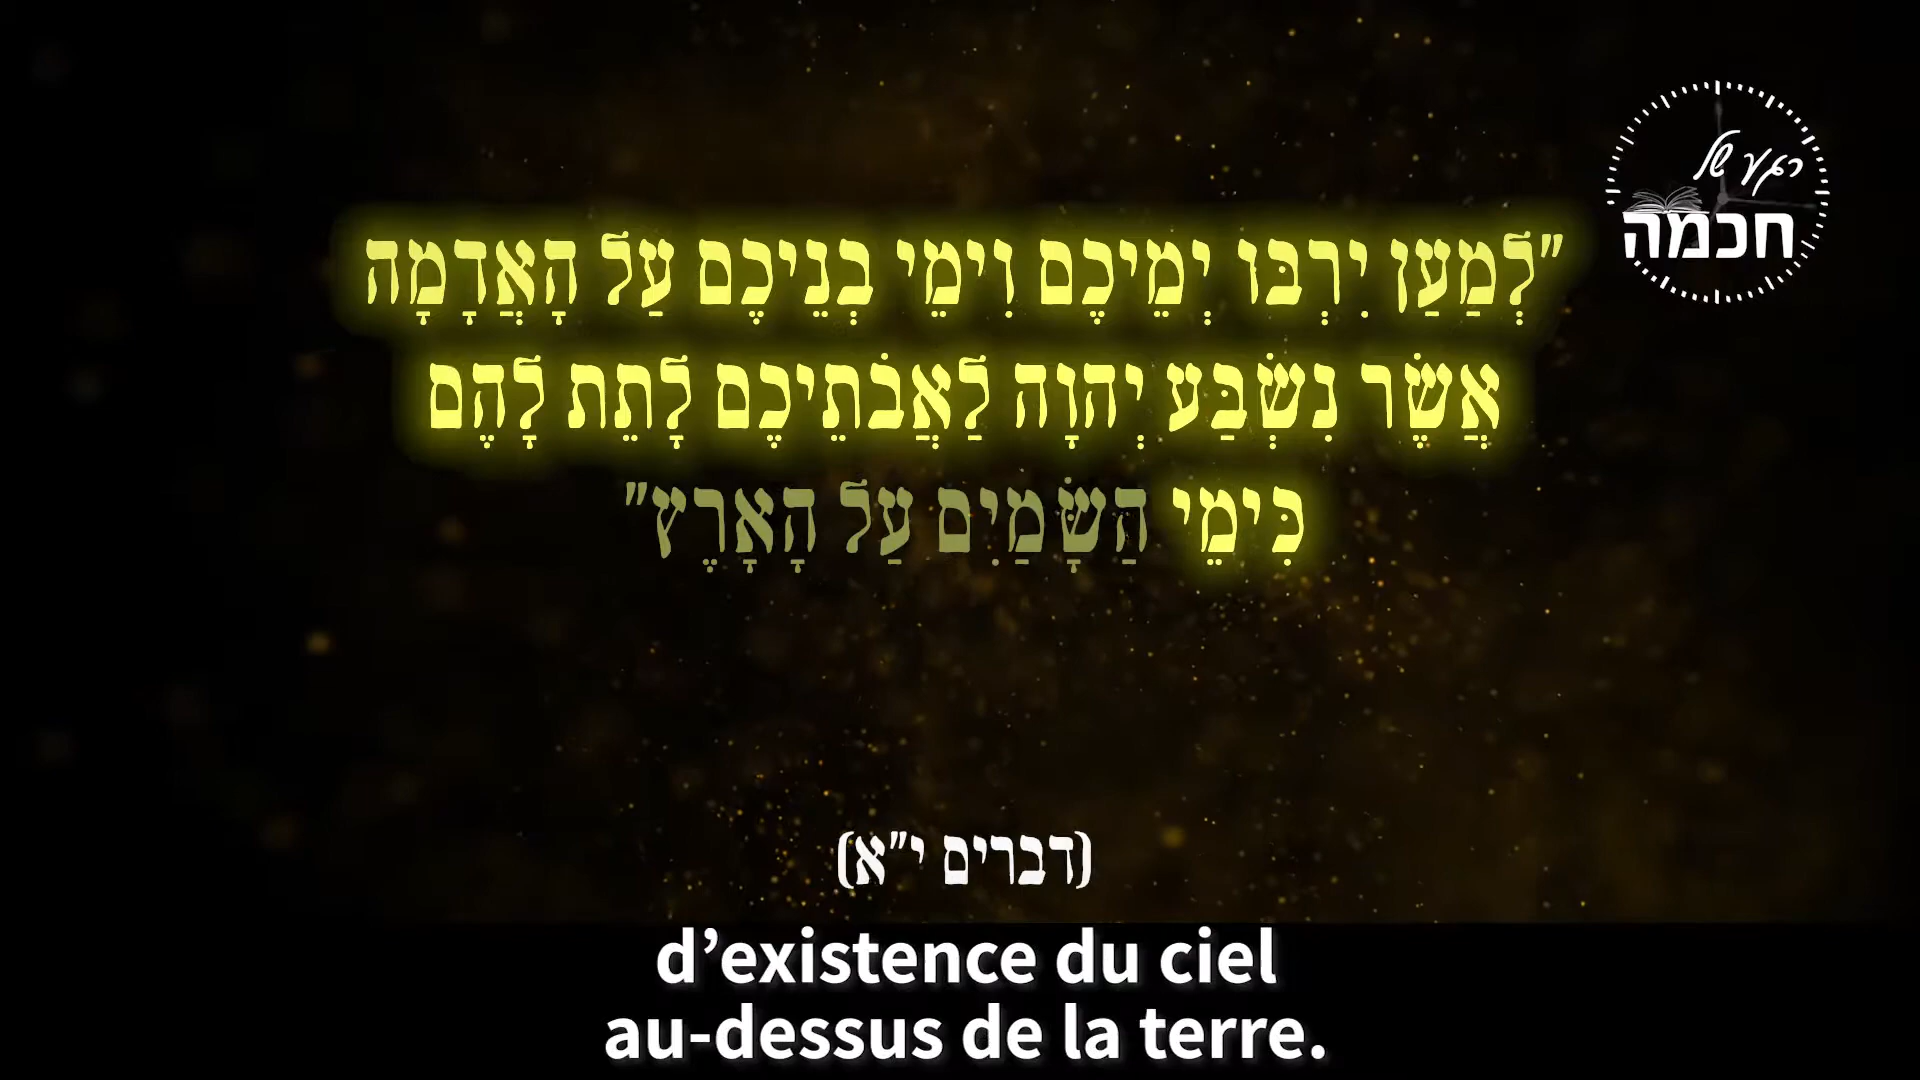 רגע של
חכמה
"לְמַעַן יִרְבּוּ יְמֵיכֶם וִימֵי בְנֵיכֶם עַל הָאֲדָמָה
אֲשֶׁר נִשְׁבַּע יְהוָה לַאֲבֹתֵיכֶם לָתֵת לָהֶם
כִּימֵי הַשָּׁמַיִם עַל הָאָרֶץ"
(דברים י"א)
d’existence du ciel
au-dessus de la terre.